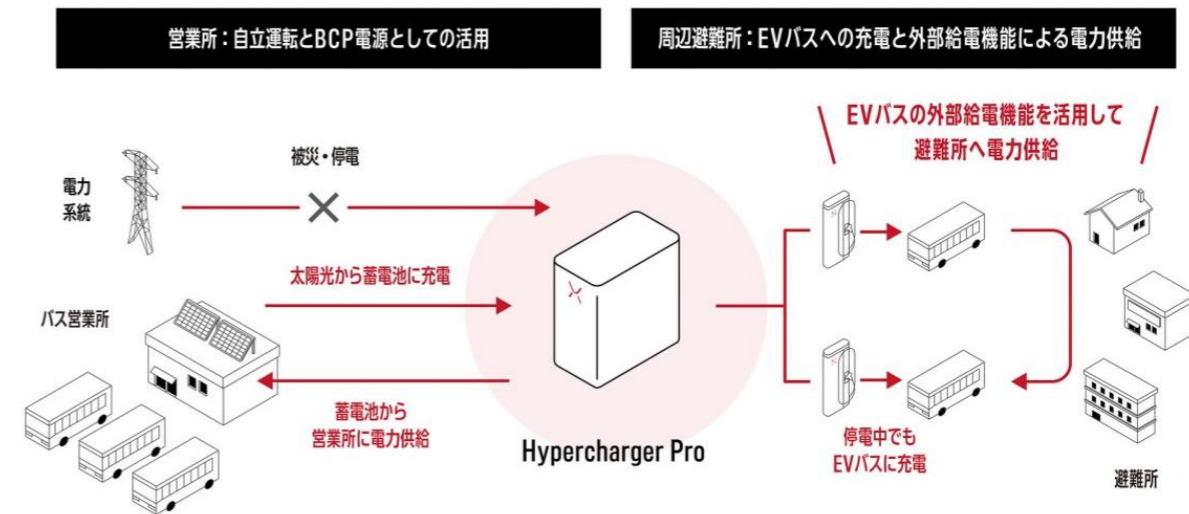 営業所：自立運転とBCP電源としての活用
周辺避難所：EVバスへの充電と外部給電機能による電力供給
EVバスの外部給電機能を活用して
避難所へ電力供給
被災・停電
電力
系統
太陽光から蓄電池に充電
バス営業所
蓄電池から
営業所に電力供給
Hypercharger Pro
停電中でも
EVバスに充電
避難所